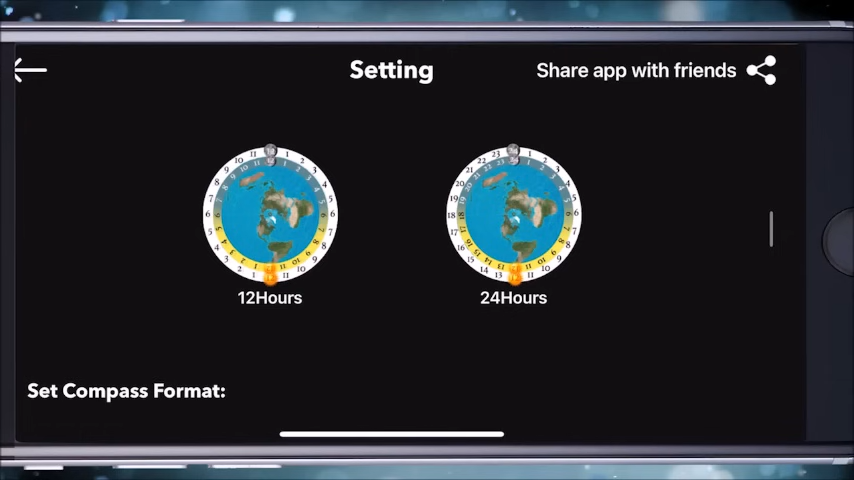 Setting
Share app with friends
12Hours
24Hours
Set Compass Format: